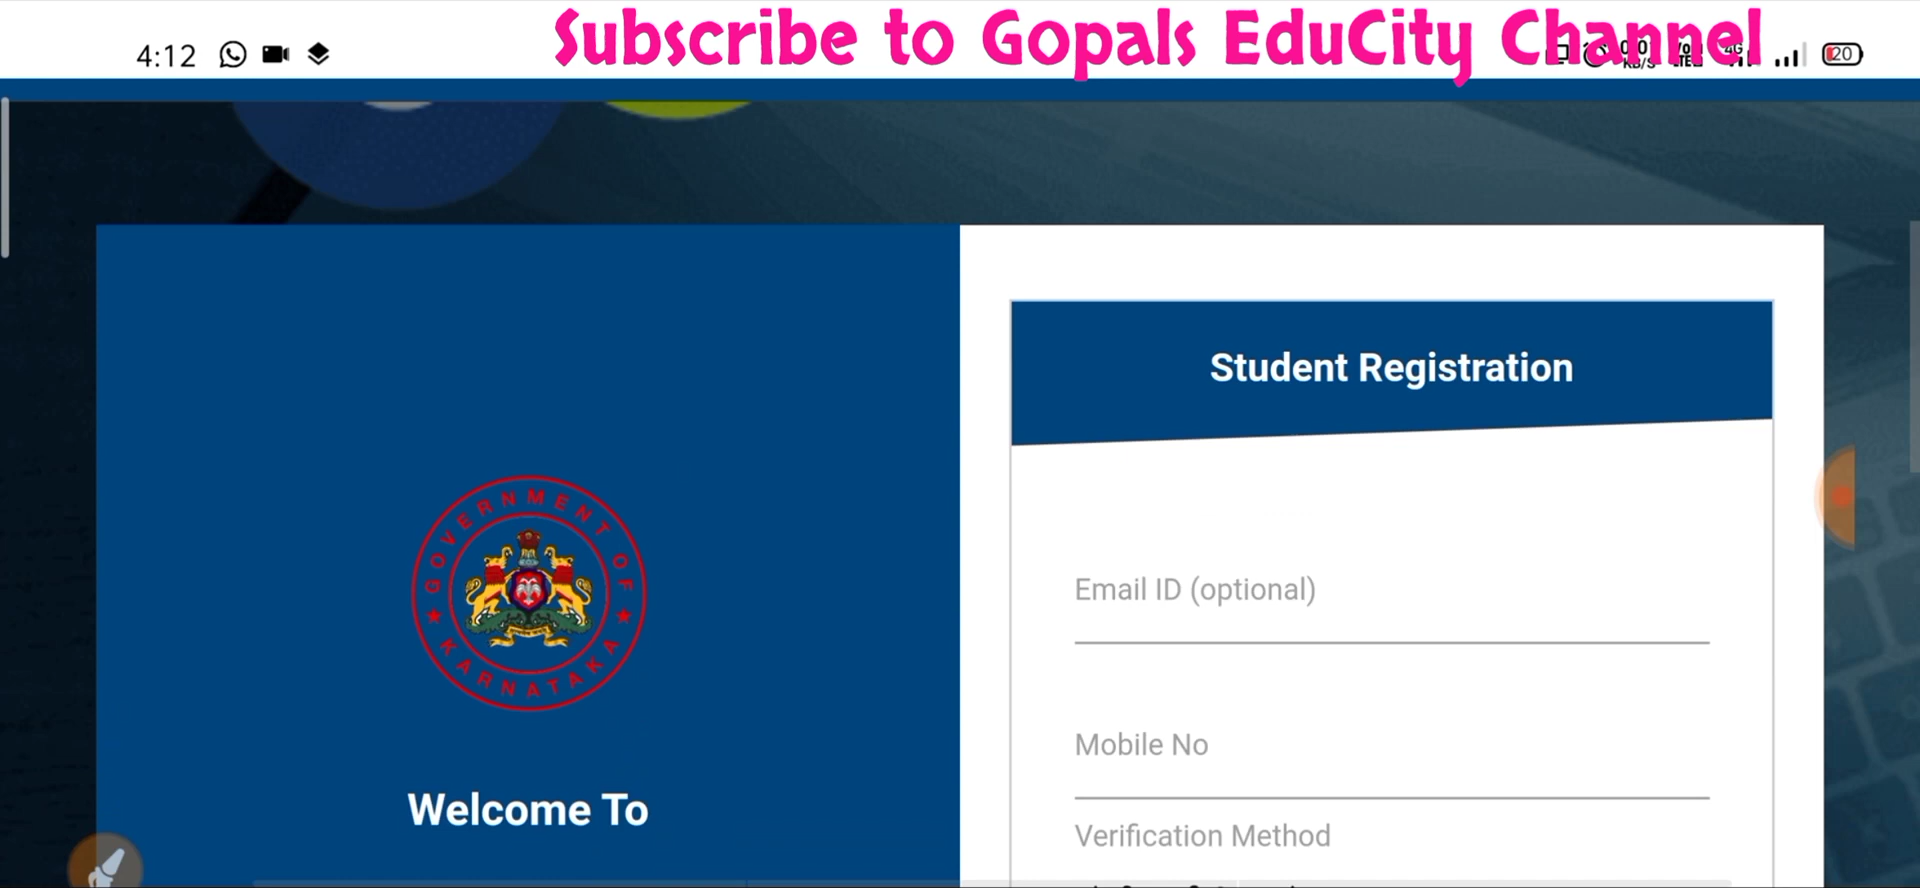 Subscribe to Gopals EduCity Channel
4:12
4G
20
Student Registration
GOVERNMENT OF
KARNATAKA
Email ID (optional)
Mobile No
Welcome To
Verification Method